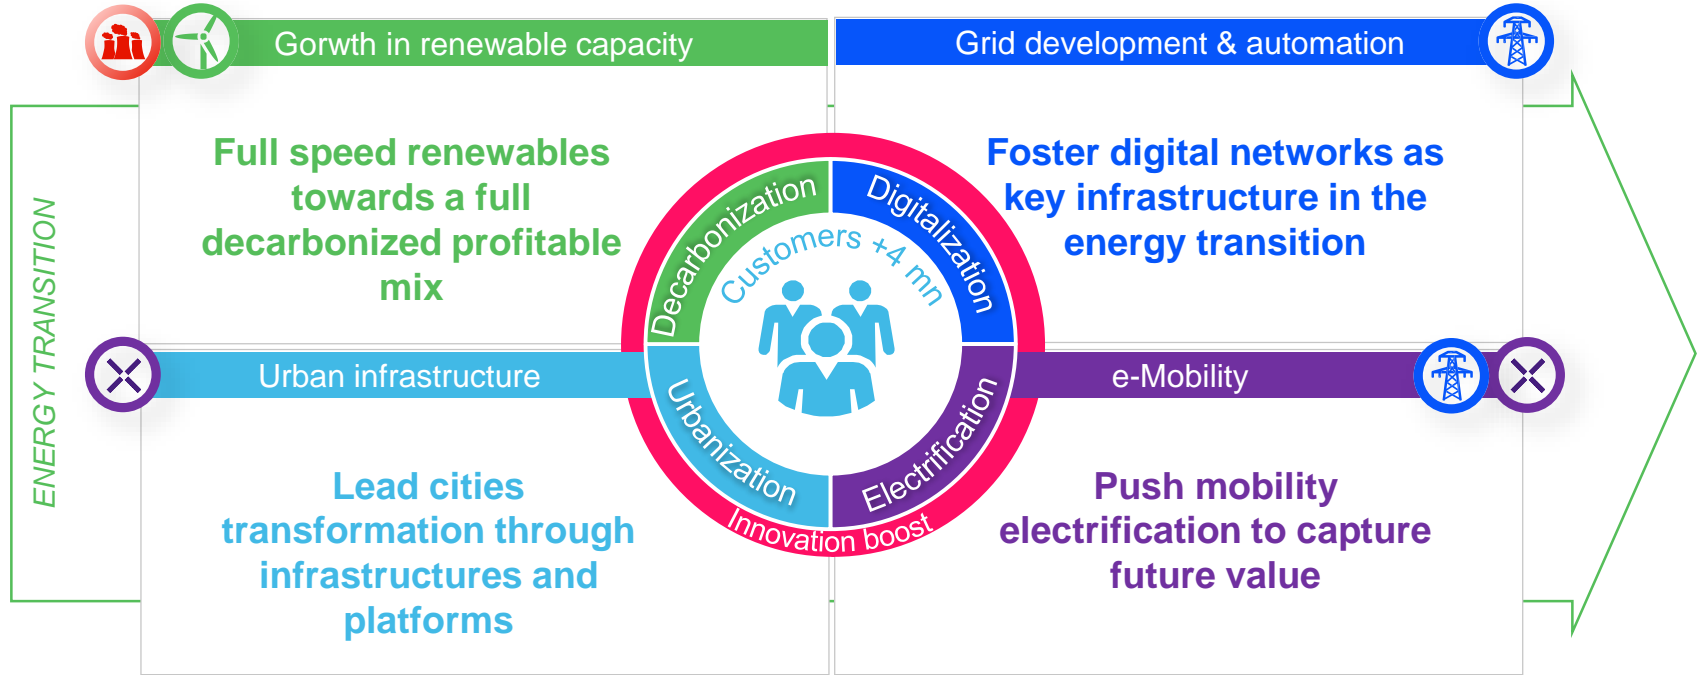 Gorwth in renewable capacity
Grid development & automation
ENERGY TRANSITION
Full speed renewables
towards a full
decarbonized profitable
mix
Foster digital networks as
key infrastructure in the
energy transition
Decarbonization
Digitalization
Customers +4 mn
Urban infrastructure
e-Mobility
Urbanization
Electrification
Innovation boost
Lead cities
transformation through
infrastructures and
platforms
Push mobility
electrification to capture
future value